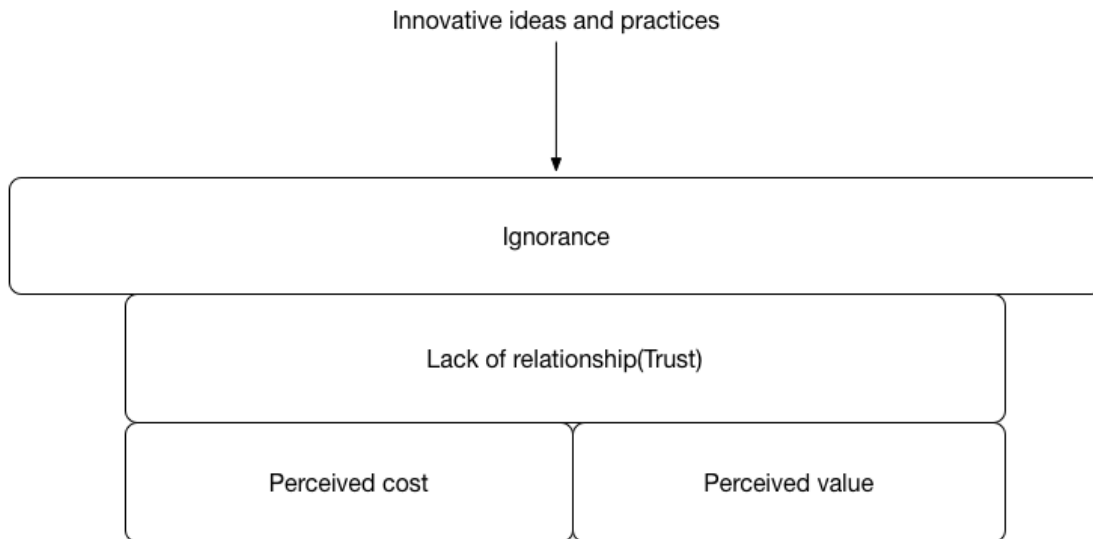 Innovative ideas and practices
Ignorance
Lack of relationship(Trust)
Perceived cost
Perceived value